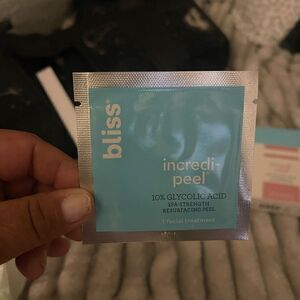 bliss®
incredi-
peel®
10% GLYCOLIC ACID
SPA-STRENGTH
RESURFACING PEEL
1 facial treatment